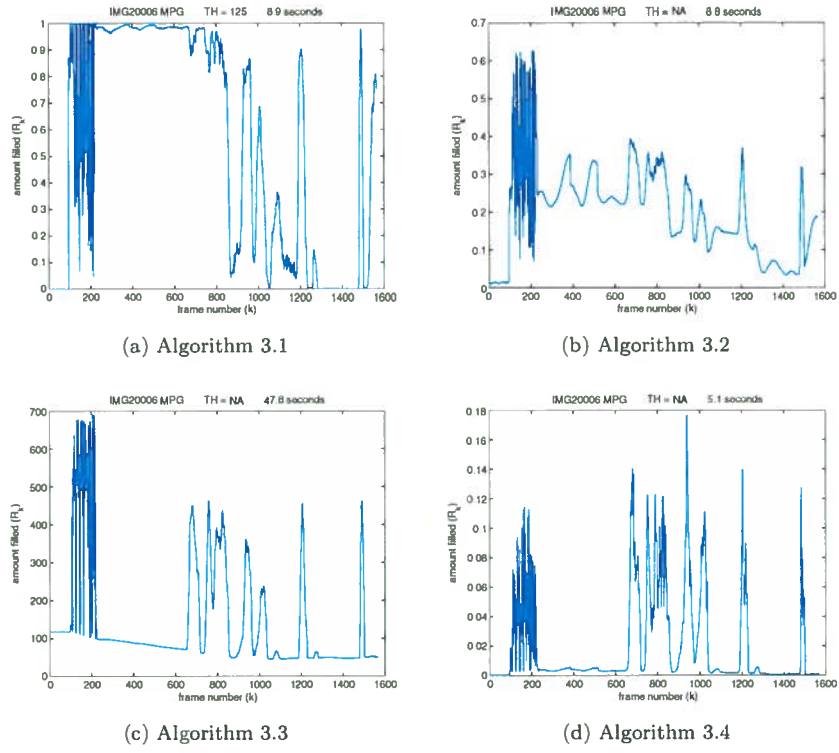 IMG20006 MPG TH = 125 8.9 seconds
amount filled (R_k)
1
0.9
0.8
0.7
0.6
0.5
0.4
0.3
0.2
0.1
0
0 200 400 600 800 1000 1200 1400 1600
frame number (k)
(a) Algorithm 3.1
IMG20006 MPG TH = NA 8.8 seconds
amount filled (R_k)
0.7
0.6
0.5
0.4
0.3
0.2
0.1
0
0 200 400 600 800 1000 1200 1400 1600
frame number (k)
(b) Algorithm 3.2
IMG20006 MPG TH = NA 47.8 seconds
amount filled (R_k)
700
600
500
400
300
200
100
0
0 200 400 600 800 1000 1200 1400 1600
frame number (k)
(c) Algorithm 3.3
IMG20006 MPG TH = NA 5.1 seconds
amount filled (R_k)
0.18
0.16
0.14
0.12
0.1
0.08
0.06
0.04
0.02
0
0 200 400 600 800 1000 1200 1400 1600
frame number (k)
(d) Algorithm 3.4